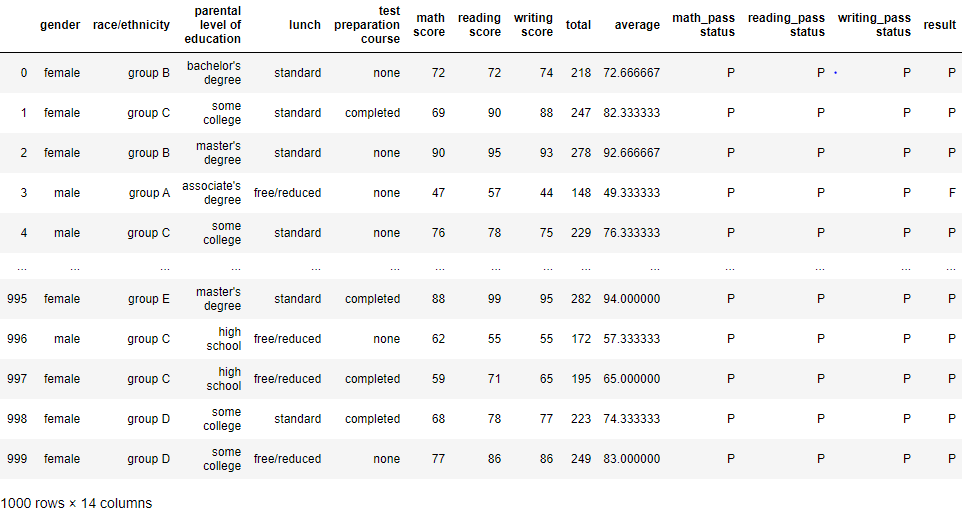 gender race/ethnicity parental level of education lunch test preparation course math score reading score writing score total average math_pass status reading_pass status writing_pass status result
0 female group B bachelor's degree standard none 72 72 74 218 72.666667 P P P P
1 female group C some college standard completed 69 90 88 247 82.333333 P P P P
2 female group B master's degree standard none 90 95 93 278 92.666667 P P P P
3 male group A associate's degree free/reduced none 47 57 44 148 49.333333 P P P F
4 male group C some college standard none 76 78 75 229 76.333333 P P P P
... ... ... ... ... ... ... ... ... ... ... ... ... ... ...
995 female group E master's degree standard completed 88 99 95 282 94.000000 P P P P
996 male group C high school free/reduced none 62 55 55 172 57.333333 P P P P
997 female group C high school free/reduced completed 59 71 65 195 65.000000 P P P P
998 female group D some college standard completed 68 78 77 223 74.333333 P P P P
999 female group D some college free/reduced none 77 86 86 249 83.000000 P P P P
1000 rows × 14 columns